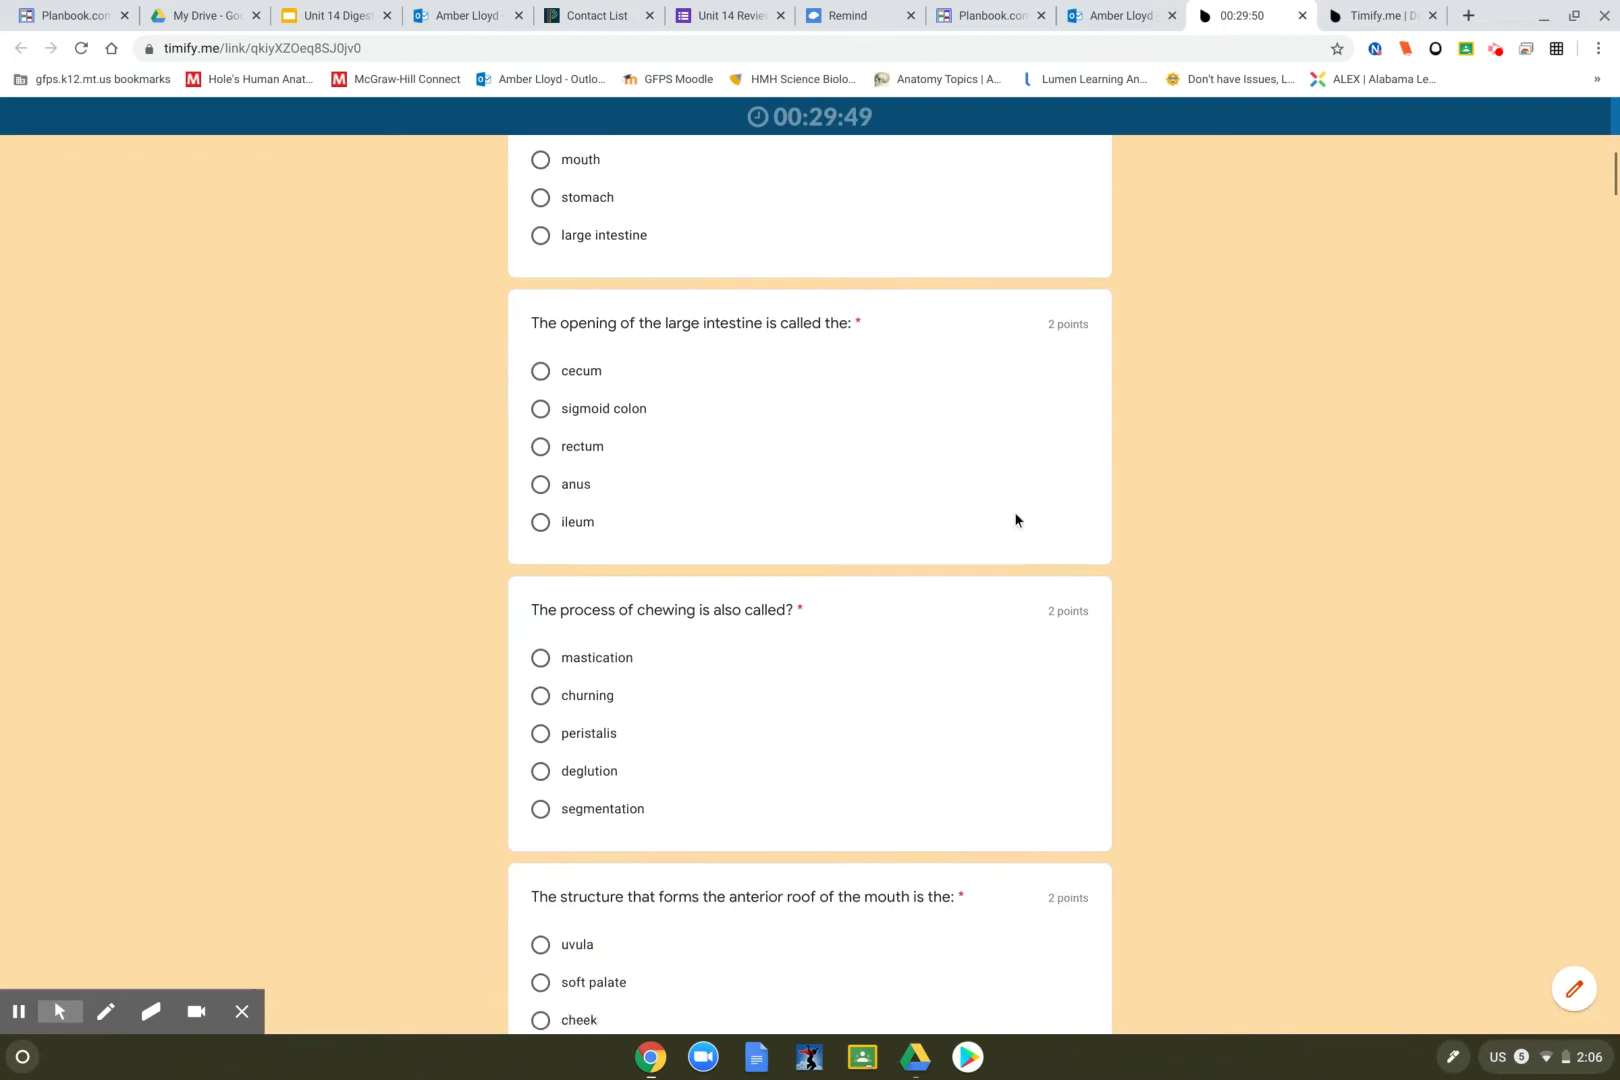 Planbook.con
My Drive - Goo
Unit 14 Digest
Amber Lloyd
Contact List
Unit 14 Revie
Remind
Planbook.con
Amber Lloyd -
00:29:50
Timify.me | D
timify.me/link/qkiyXZOeq8SJ0jv0
gfps.k12.mt.us bookmarks
Hole's Human Anat...
McGraw-Hill Connect
Amber Lloyd - Outlo...
GFPS Moodle
HMH Science Biolo...
Anatomy Topics | A...
Lumen Learning An...
Don't have Issues, L...
ALEX | Alabama Le...
»
00:29:49
mouth
stomach
large intestine
The opening of the large intestine is called the: *
2 points
cecum
sigmoid colon
rectum
anus
ileum
The process of chewing is also called? *
2 points
mastication
churning
peristalis
deglution
segmentation
The structure that forms the anterior roof of the mouth is the: *
2 points
uvula
soft palate
cheek
US 5 2:06